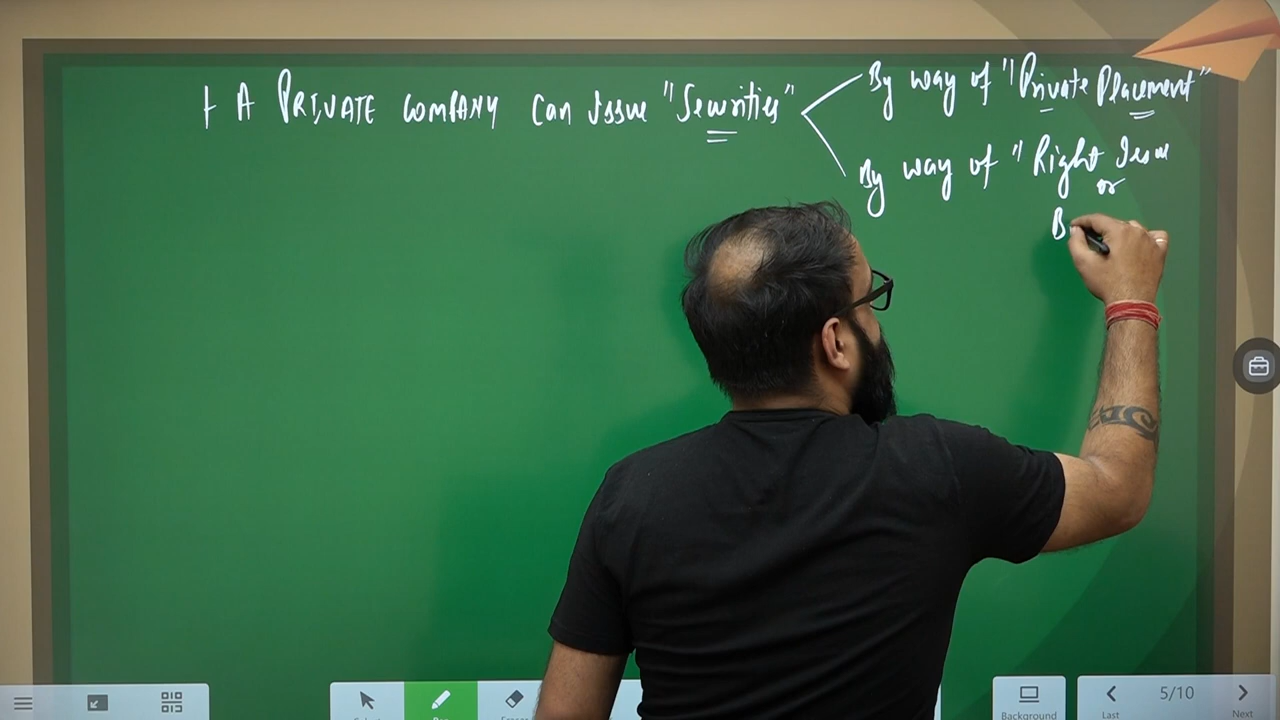 A PRIVATE COMPANY can Issue "Securities"
By way of "Private Placement"
By way of "Right Issue
or
B
Background
Last
5/10
Next